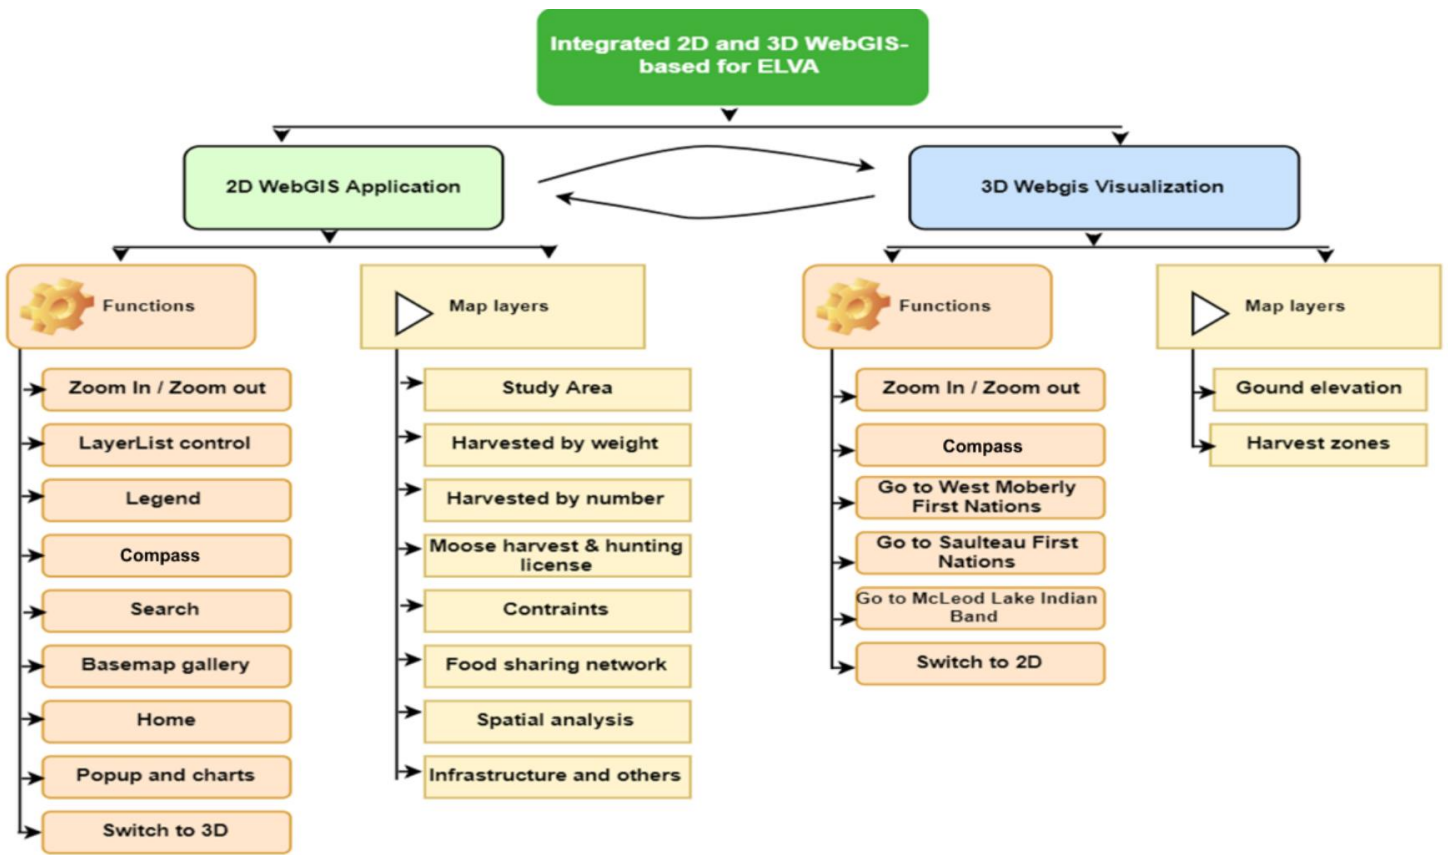 Integrated 2D and 3D WebGIS-
based for ELVA
2D WebGIS Application
3D Webgis Visualization
Functions
Zoom In / Zoom out
LayerList control
Legend
Compass
Search
Basemap gallery
Home
Popup and charts
Switch to 3D
Map layers
Study Area
Harvested by weight
Harvested by number
Moose harvest & hunting
license
Contraints
Food sharing network
Spatial analysis
Infrastructure and others
Functions
Zoom In / Zoom out
Compass
Go to West Moberly
First Nations
Go to Saulteau First
Nations
Go to McLeod Lake Indian
Band
Switch to 2D
Map layers
Gound elevation
Harvest zones